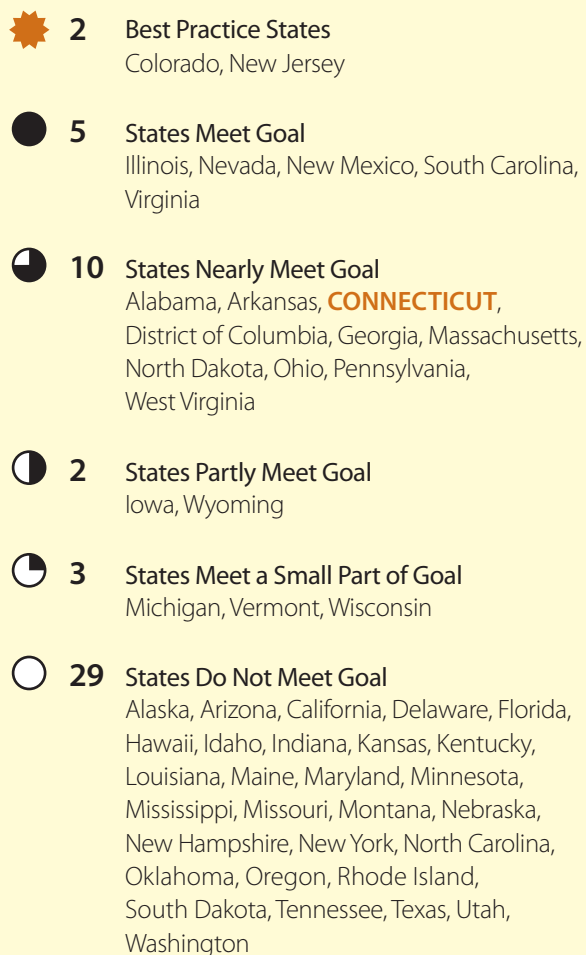 2 Best Practice States
Colorado, New Jersey
5 States Meet Goal
Illinois, Nevada, New Mexico, South Carolina,
Virginia
10 States Nearly Meet Goal
Alabama, Arkansas, CONNECTICUT,
District of Columbia, Georgia, Massachusetts,
North Dakota, Ohio, Pennsylvania,
West Virginia
2 States Partly Meet Goal
Iowa, Wyoming
3 States Meet a Small Part of Goal
Michigan, Vermont, Wisconsin
29 States Do Not Meet Goal
Alaska, Arizona, California, Delaware, Florida,
Hawaii, Idaho, Indiana, Kansas, Kentucky,
Louisiana, Maine, Maryland, Minnesota,
Mississippi, Missouri, Montana, Nebraska,
New Hampshire, New York, North Carolina,
Oklahoma, Oregon, Rhode Island,
South Dakota, Tennessee, Texas, Utah,
Washington